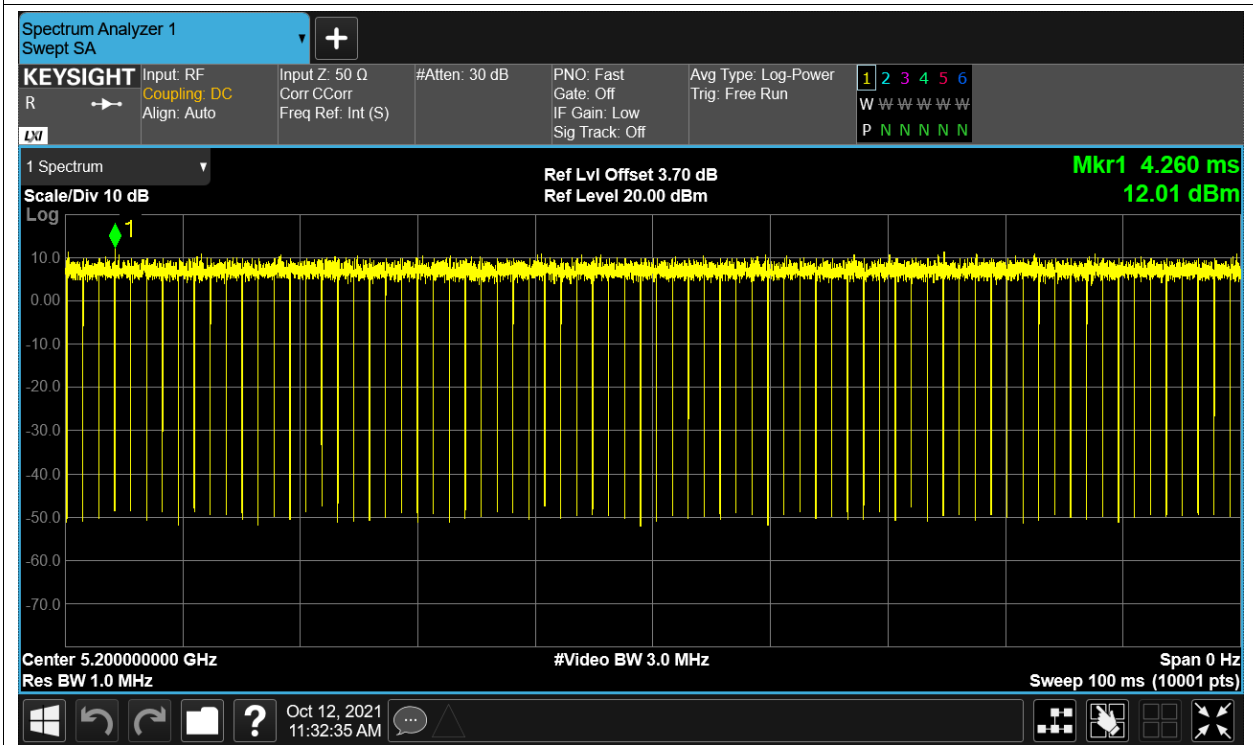 Spectrum Analyzer 1
Swept SA
KEYSIGHT
R
LXI
Input: RF
Coupling: DC
Align: Auto
Input Z: 50 Ω
Corr CCorr
Freq Ref: Int (S)
#Atten: 30 dB
PNO: Fast
Gate: Off
IF Gain: Low
Sig Track: Off
Avg Type: Log-Power
Trig: Free Run
1 2 3 4 5 6
W W W W W W
P N N N N N
1 Spectrum
Scale/Div 10 dB
Ref Lvl Offset 3.70 dB
Ref Level 20.00 dBm
Mkr1 4.260 ms
12.01 dBm
Log
1
10.0
0.00
-10.0
-20.0
-30.0
-40.0
-50.0
-60.0
-70.0
Center 5.200000000 GHz
Res BW 1.0 MHz
#Video BW 3.0 MHz
Span 0 Hz
Sweep 100 ms (10001 pts)
?
Oct 12, 2021
11:32:35 AM